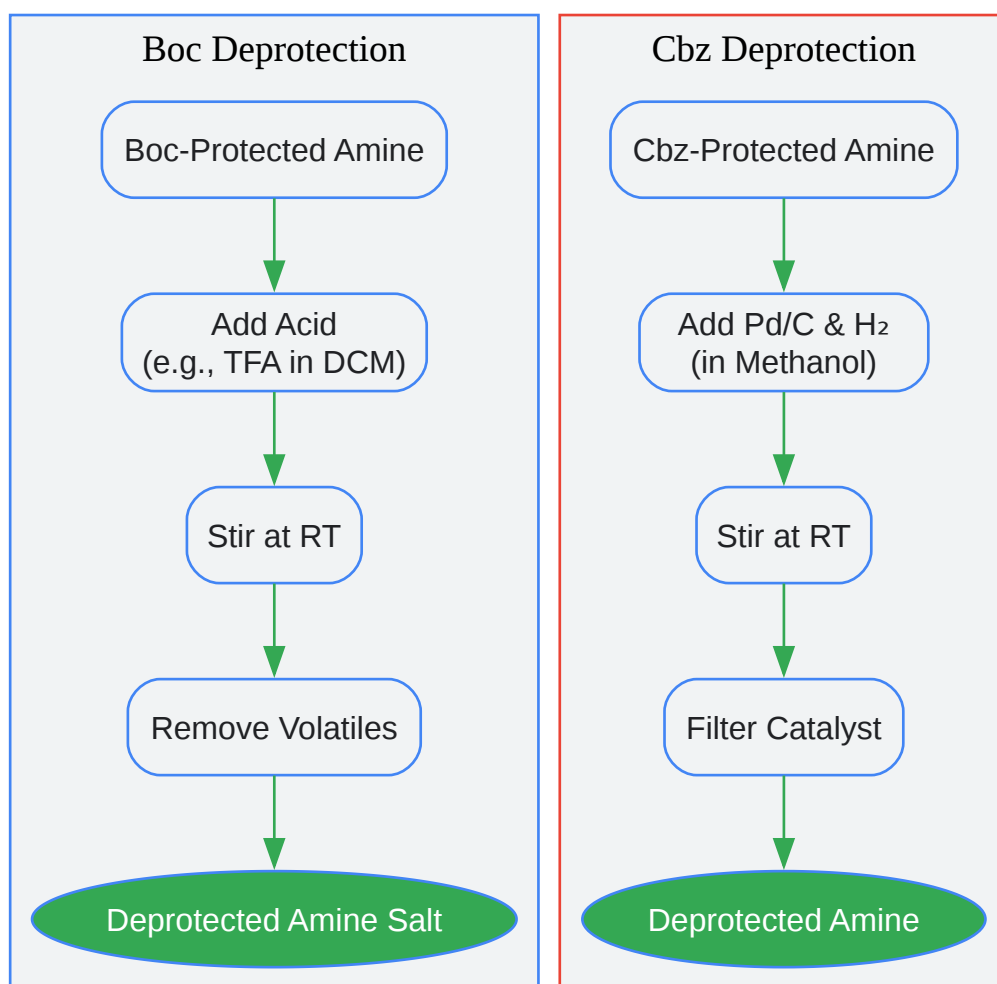 Boc Deprotection
Boc-Protected Amine
Add Acid
(e.g., TFA in DCM)
Stir at RT
Remove Volatiles
Deprotected Amine Salt
Cbz Deprotection
Cbz-Protected Amine
Add Pd/C & H₂
(in Methanol)
Stir at RT
Filter Catalyst
Deprotected Amine